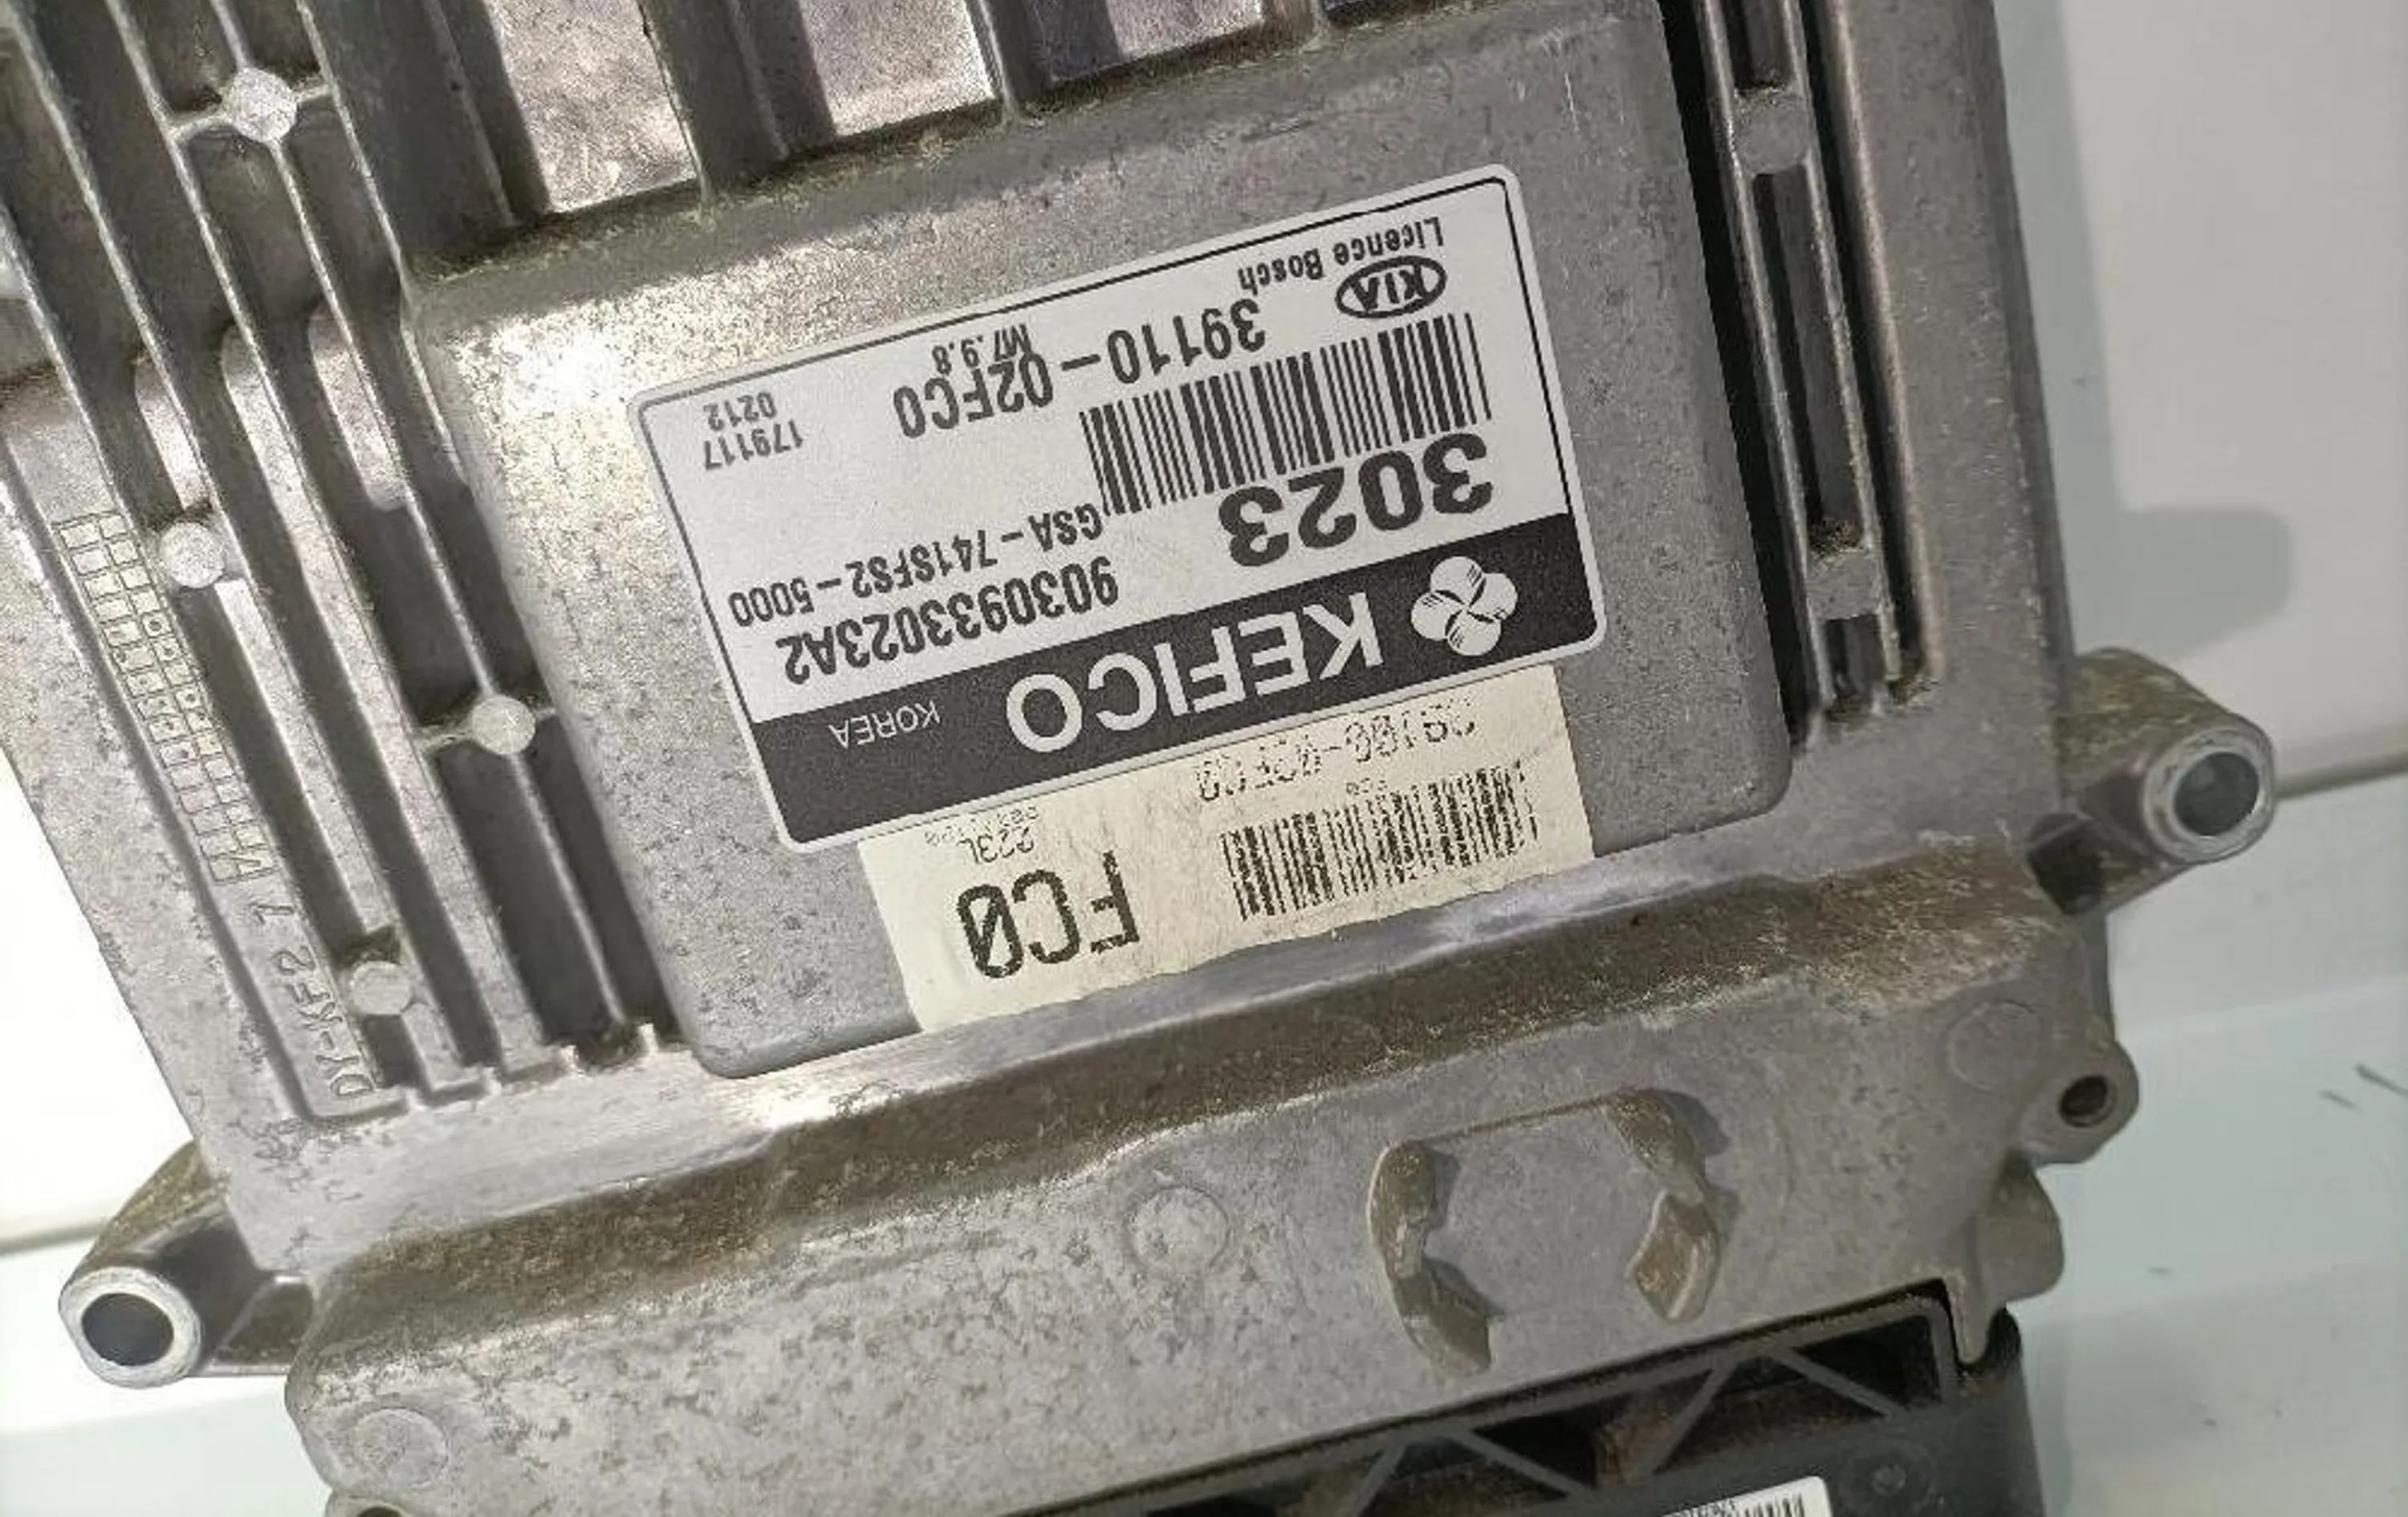 FC0
223L
KEFICO KOREA
3023
9030933023A2
GSA-741SFS2-5000
39110-02FC0
179117
0212
M7.9.8
KIA
Licence Bosch
DY-KF2